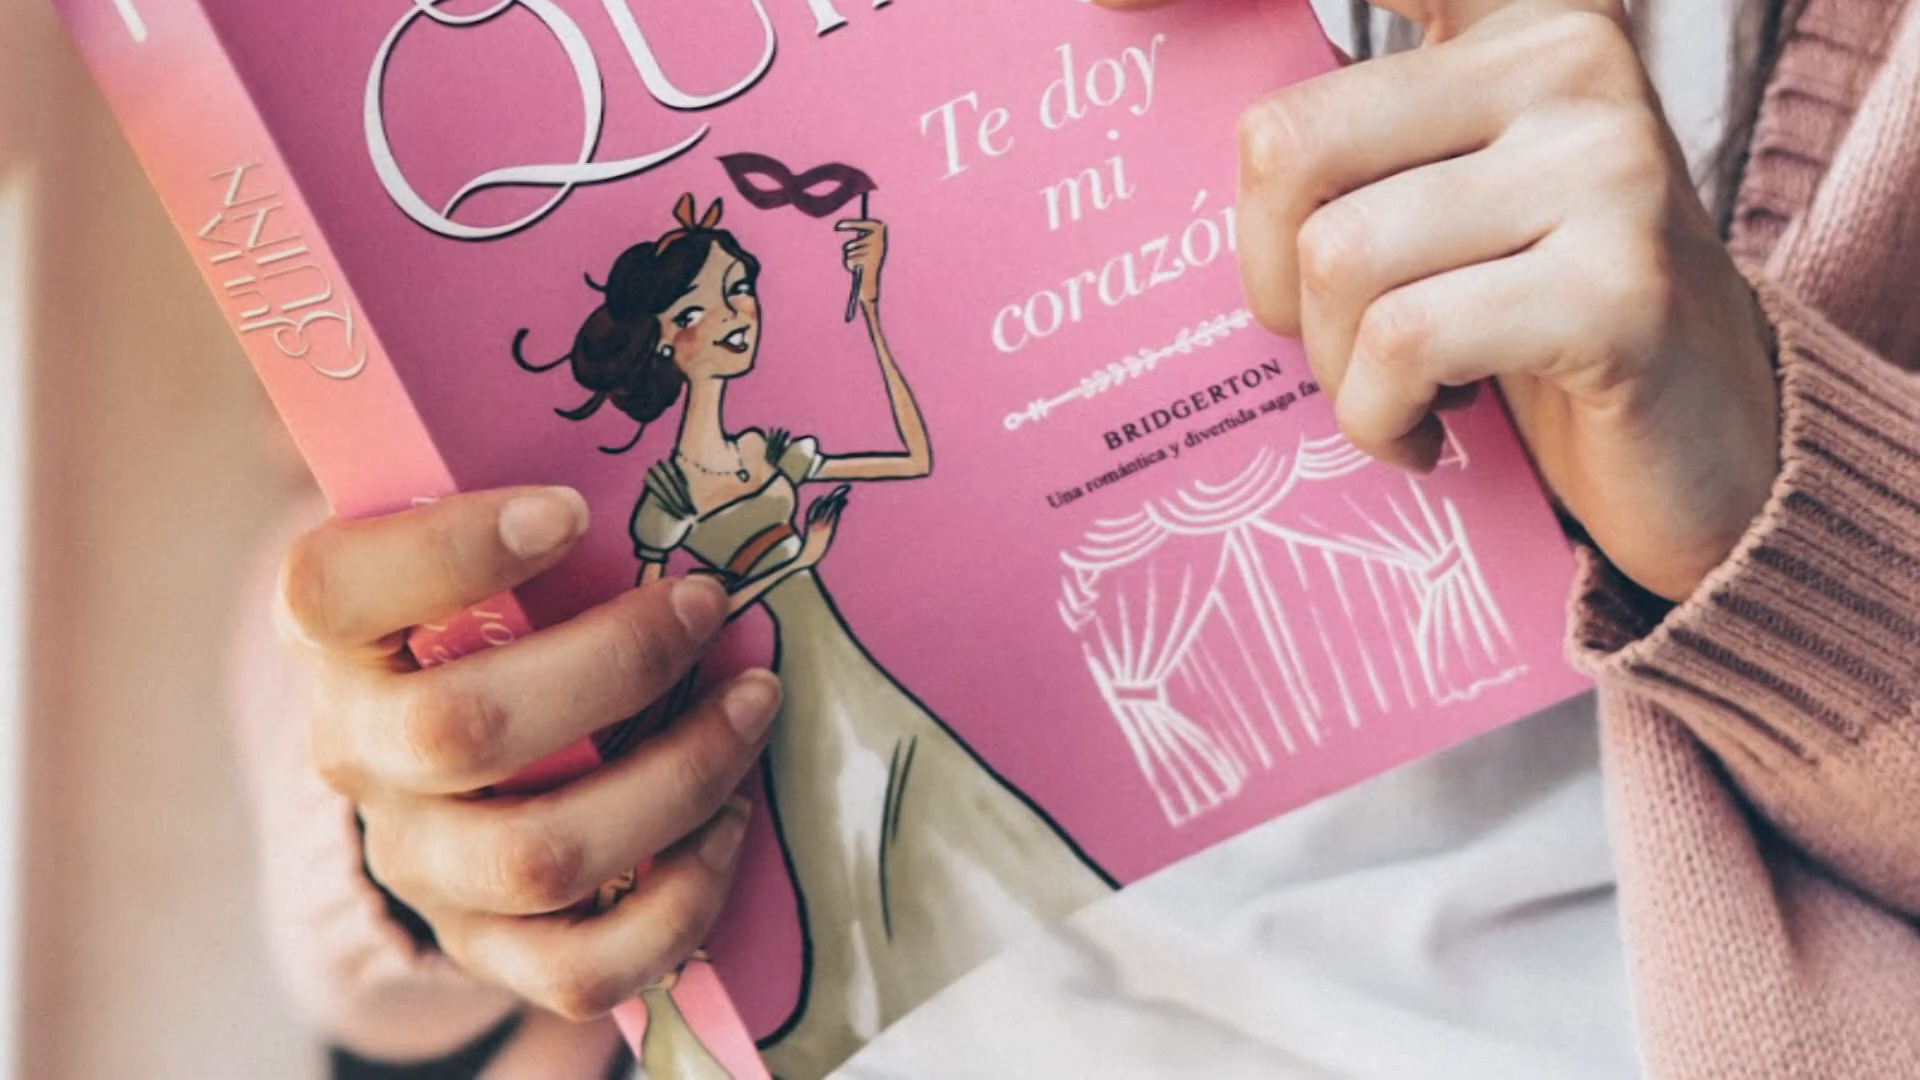 JULIA
QUINN
Te doy
mi
corazón
BRIDGERTON
Una romántica y divertida saga